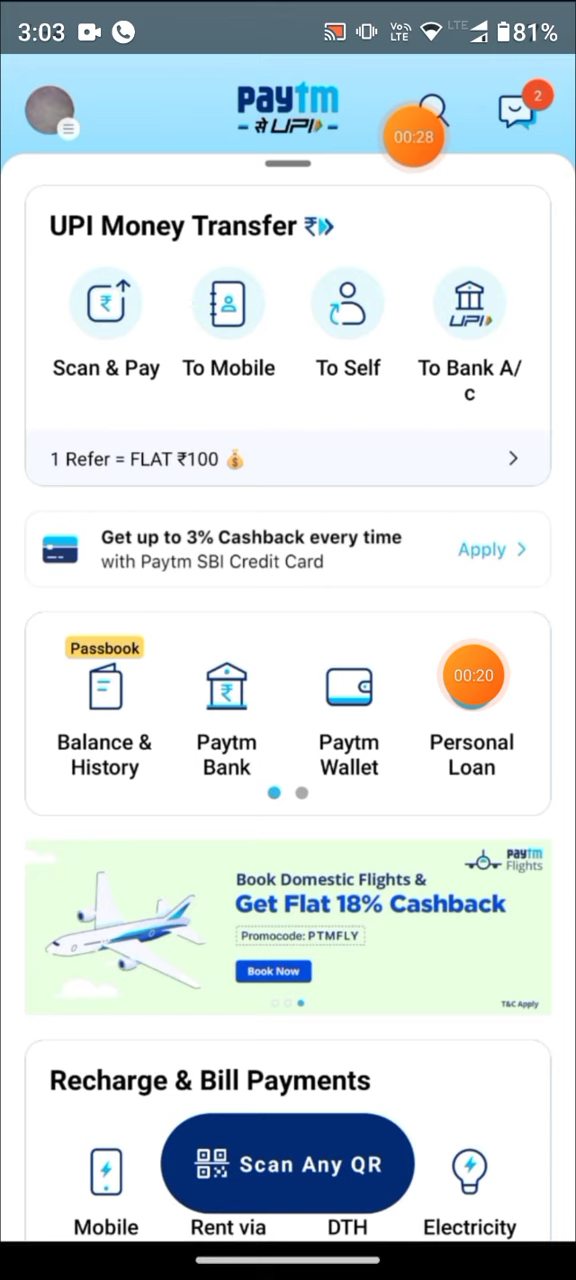 3:03
Vo)
LTE
LTE
81%
paytm
से UPI
2
00:28
UPI Money Transfer ₹
₹
Scan & Pay
To Mobile
To Self
UPI
To Bank A/
c
1 Refer = FLAT ₹100 💰
Get up to 3% Cashback every time
with Paytm SBI Credit Card
Apply
Passbook
₹
00:20
Balance &
History
Paytm
Bank
Paytm
Wallet
Personal
Loan
paytm
Flights
Book Domestic Flights &
Get Flat 18% Cashback
Promocode: PTMFLY
Book Now
T&C Apply
Recharge & Bill Payments
Scan Any QR
Mobile
Rent via
DTH
Electricity